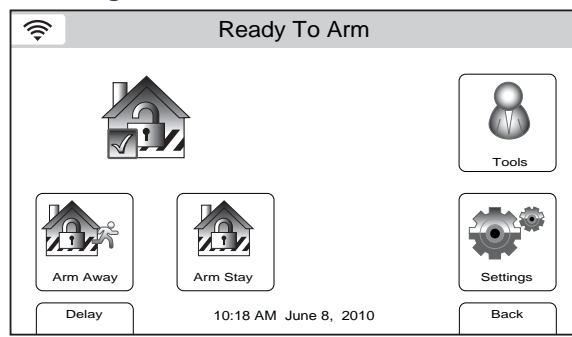 Ready To Arm
Tools
Arm Away
Arm Stay
Settings
Delay
10:18 AM June 8, 2010
Back